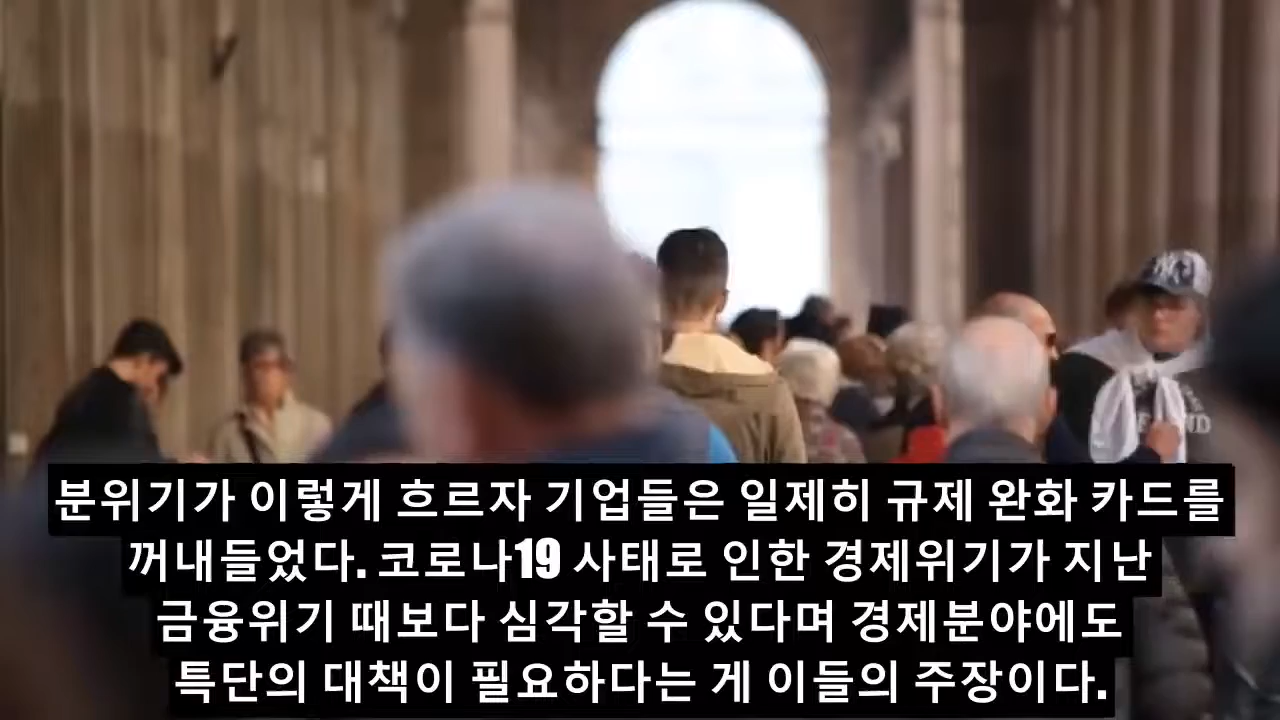 분위기가 이렇게 흐르자 기업들은 일제히 규제 완화 카드를
꺼내들었다. 코로나19 사태로 인한 경제위기가 지난
금융위기 때보다 심각할 수 있다며 경제분야에도
특단의 대책이 필요하다는 게 이들의 주장이다.